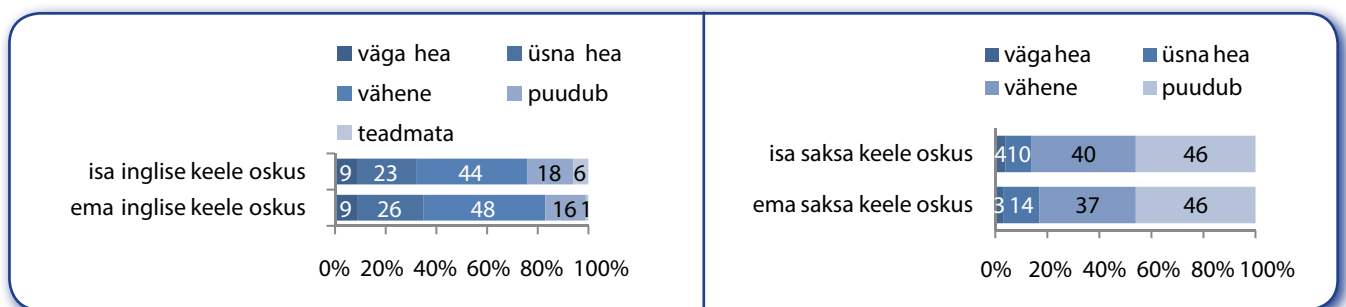 väga hea üsna hea
vähene puudub
teadmata
isa inglise keele oskus 9 23 44 18 6
ema inglise keele oskus 9 26 48 16 1
0% 20% 40% 60% 80% 100%
väga hea üsna hea
vähene puudub
isa saksa keele oskus 4 10 40 46
ema saksa keele oskus 3 14 37 46
0% 20% 40% 60% 80% 100%